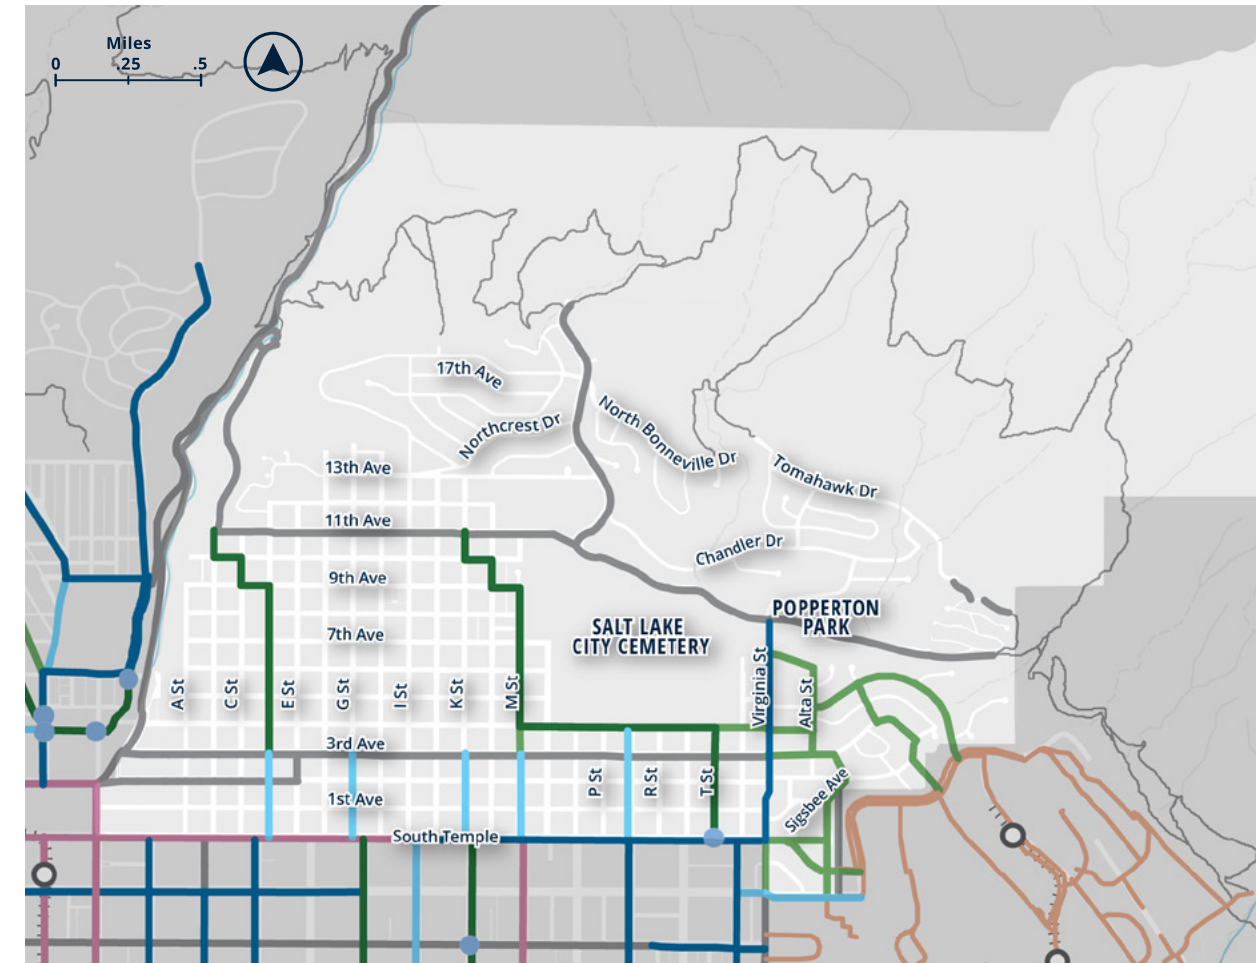 Miles
0 .25 .5
17th Ave
Northcrest Dr
North Bonneville Dr
13th Ave
Tomahawk Dr
11th Ave
Chandler Dr
9th Ave
POPPERTON
PARK
SALT LAKE
CITY CEMETERY
7th Ave
A St
C St
E St
G St
I St
K St
M St
Virginia St
Alta St
3rd Ave
P St
R St
T St
1st Ave
Sigsbee Ave
South Temple